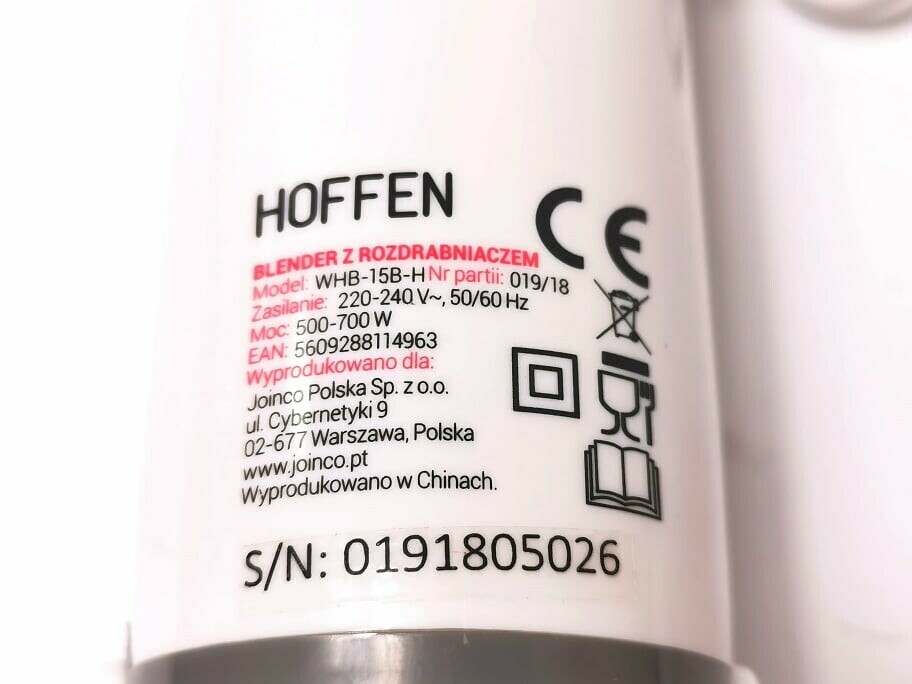 HOFFEN
CE
BLENDER Z ROZDRABNIACZEM
Model: WHB-15B-H Nr partii: 019/18
Zasilanie: 220-240 V~, 50/60 Hz
Moc: 500-700 W
EAN: 5609288114963
Wyprodukowano dla:
Joinco Polska Sp. z o.o.
ul. Cybernetyki 9
02-677 Warszawa, Polska
www.joinco.pt
Wyprodukowano w Chinach.
S/N: 0191805026